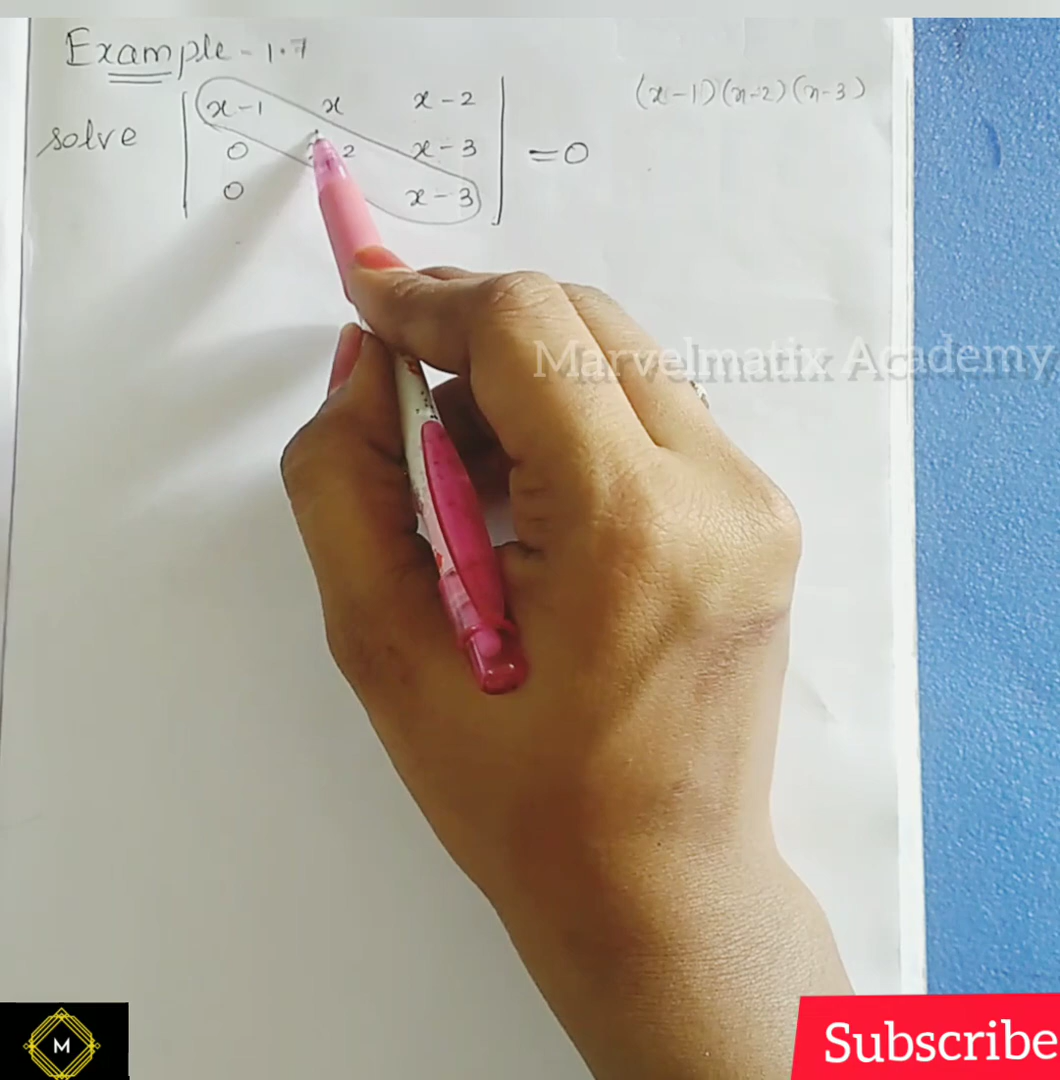 Example - 1.7
solve
x-1 x x-2
0 2 x-3 = 0
0 x-3
(x-1)(x-2)(x-3)
Marvelmatix Academy
M
Subscribe